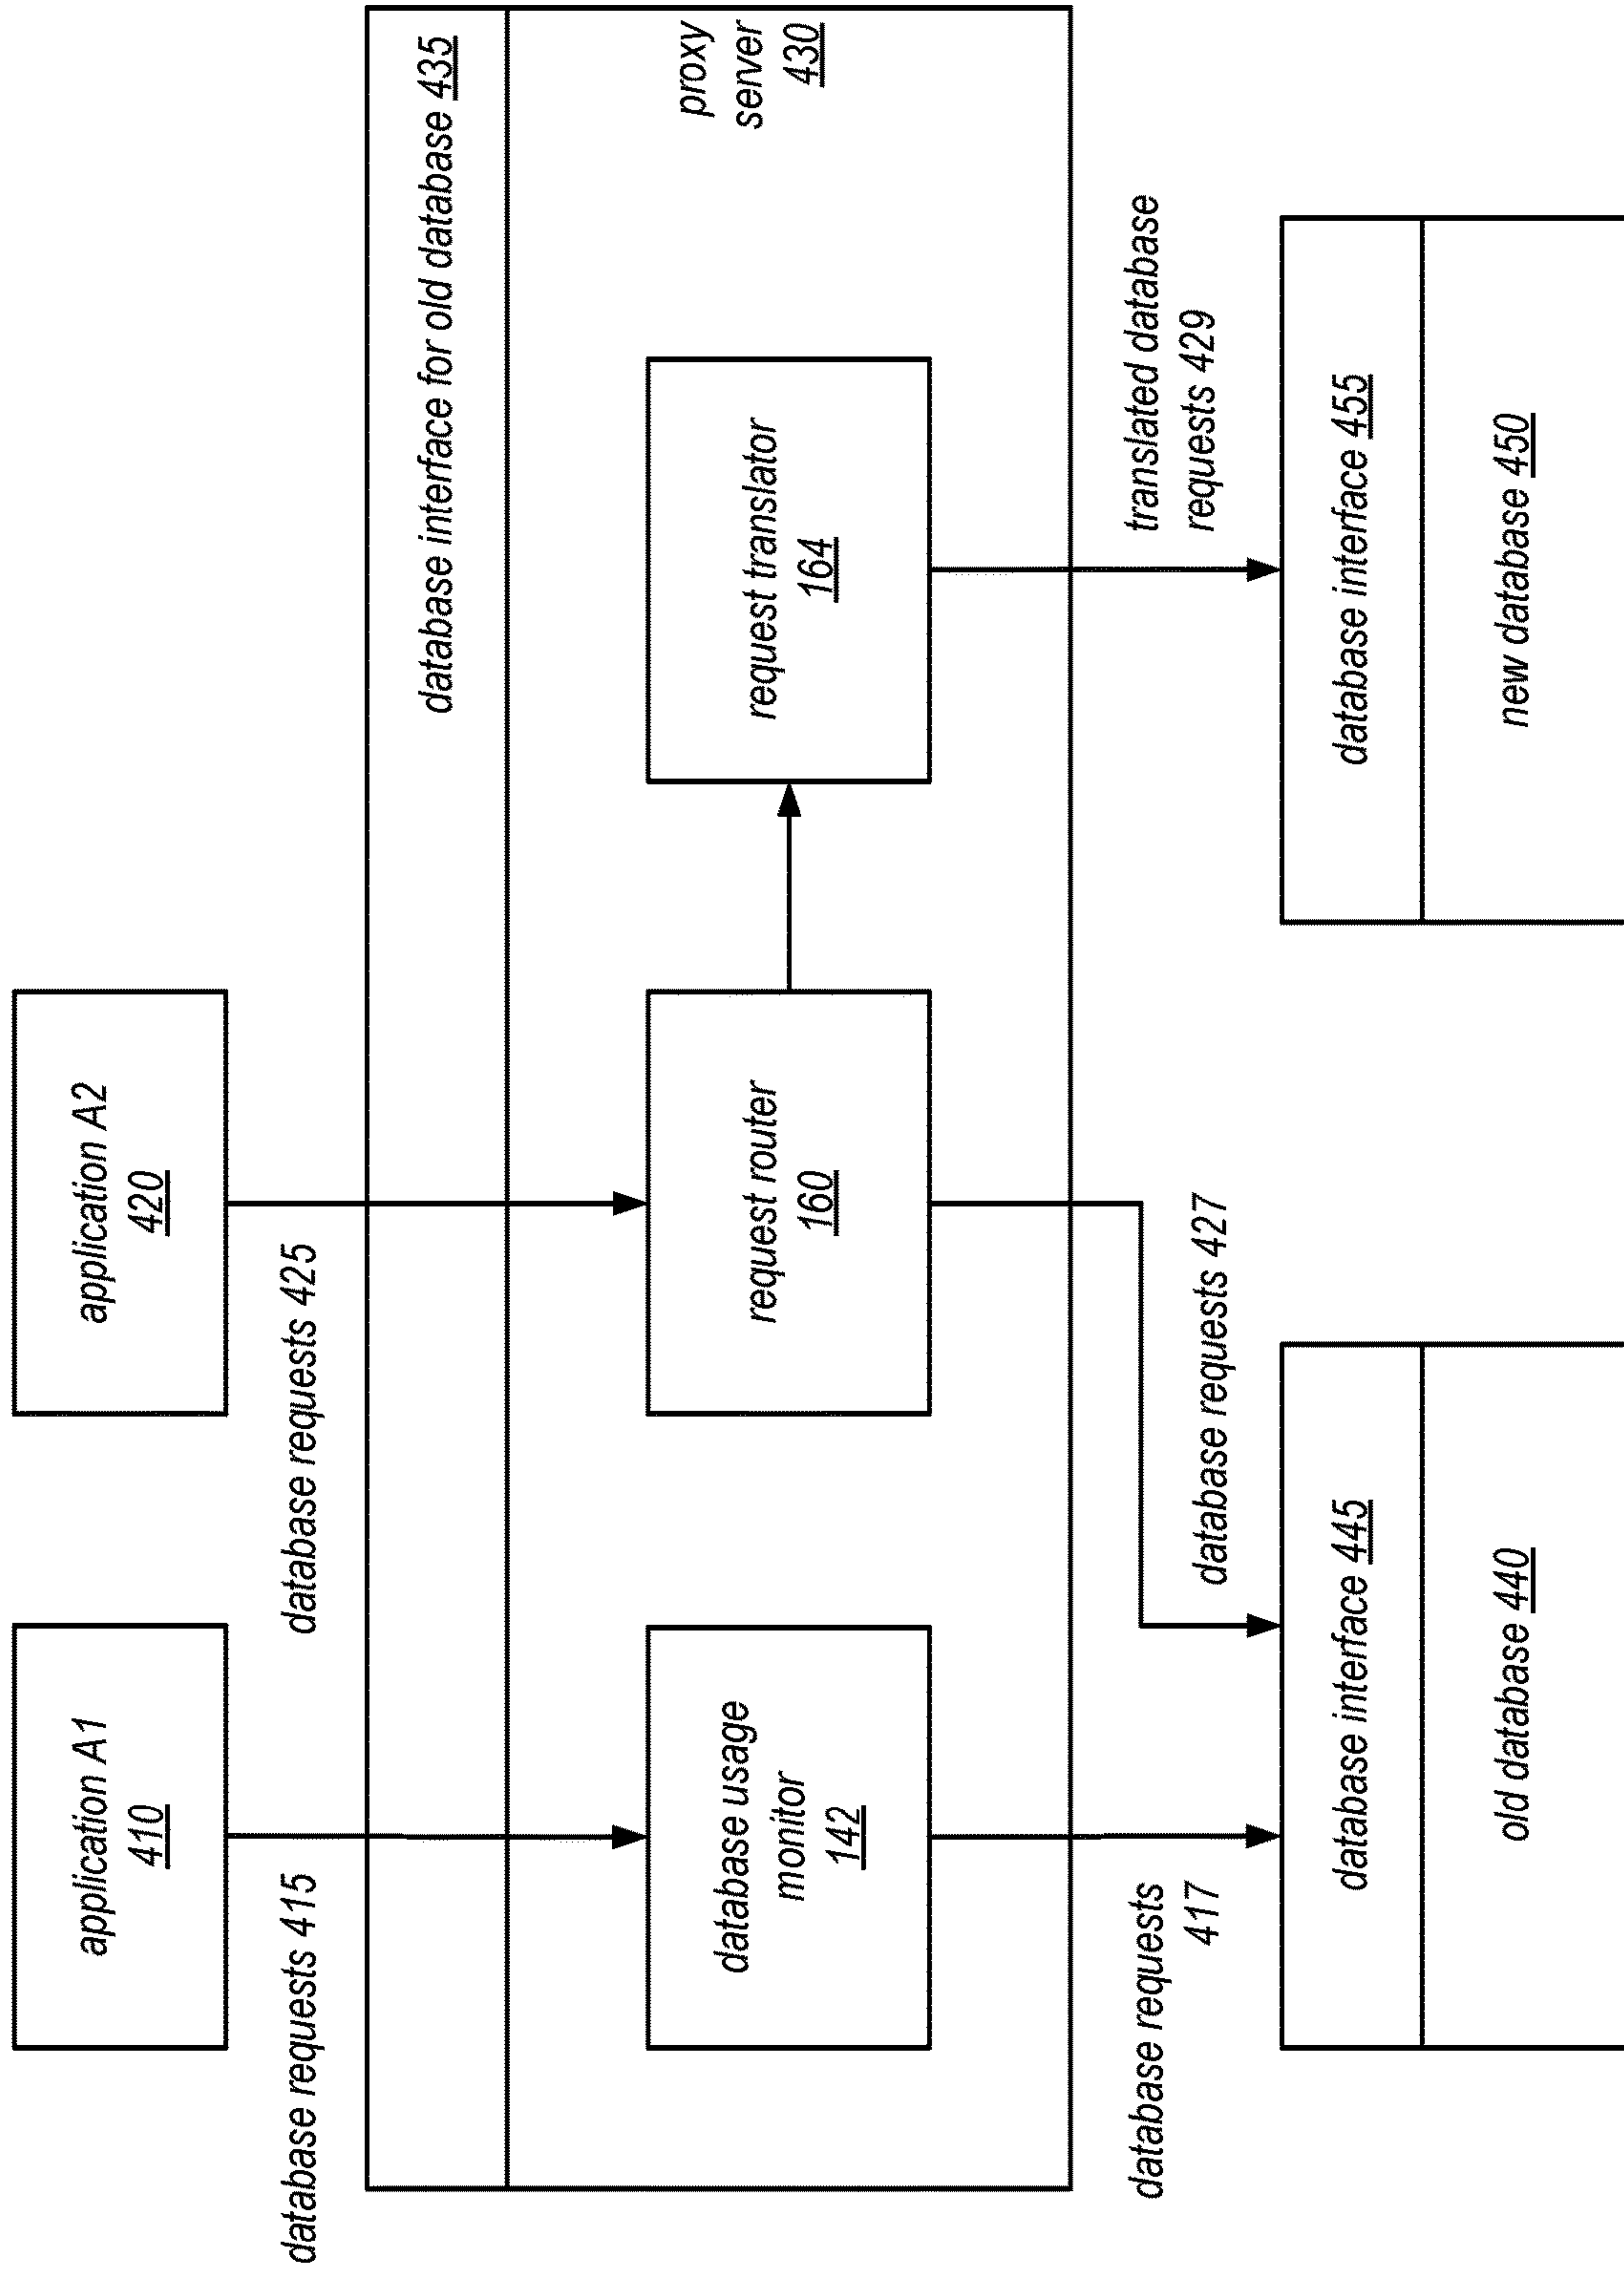 application A1
410
application A2
420
database requests 415
database requests 425
database interface for old database 435
proxy
server
430
database usage
monitor
142
request router
160
request translator
164
database requests
417
database requests 427
translated database
requests 429
database interface 445
old database 440
database interface 455
new database 450